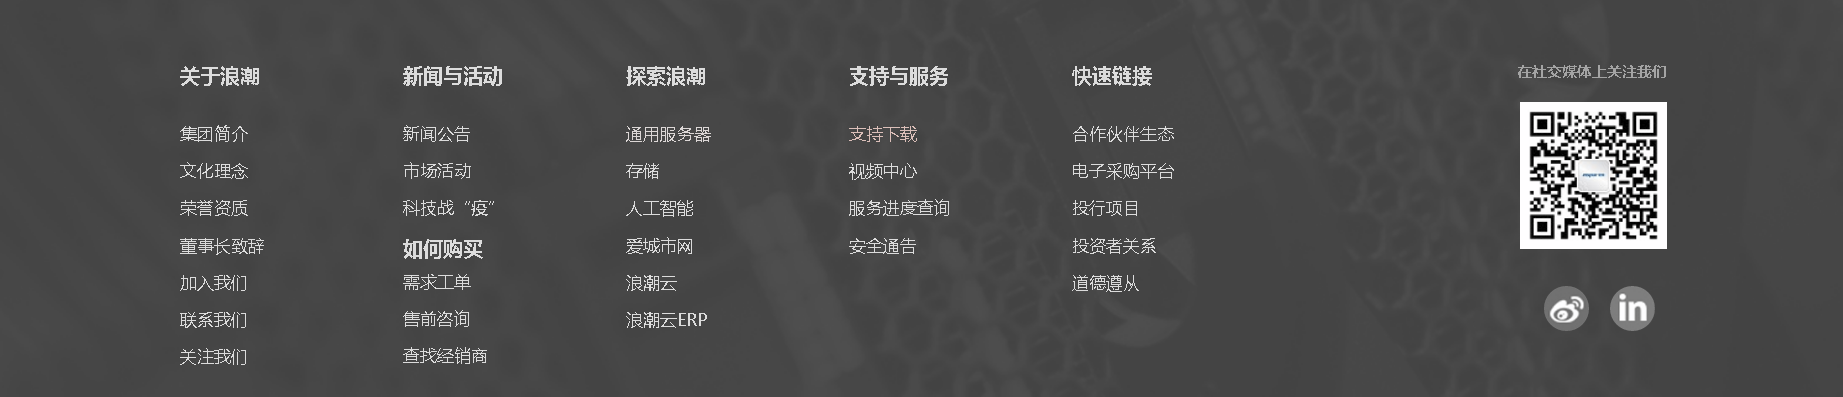 关于浪潮
集团简介
文化理念
荣誉资质
董事长致辞
加入我们
联系我们
关注我们
新闻与活动
新闻公告
市场活动
科技战“疫”
如何购买
需求工单
售前咨询
查找经销商
探索浪潮
通用服务器
存储
人工智能
爱城市网
浪潮云
浪潮云ERP
支持与服务
支持下载
视频中心
服务进度查询
安全通告
快速链接
合作伙伴生态
电子采购平台
投行项目
投资者关系
道德遵从
在社交媒体上关注我们
in